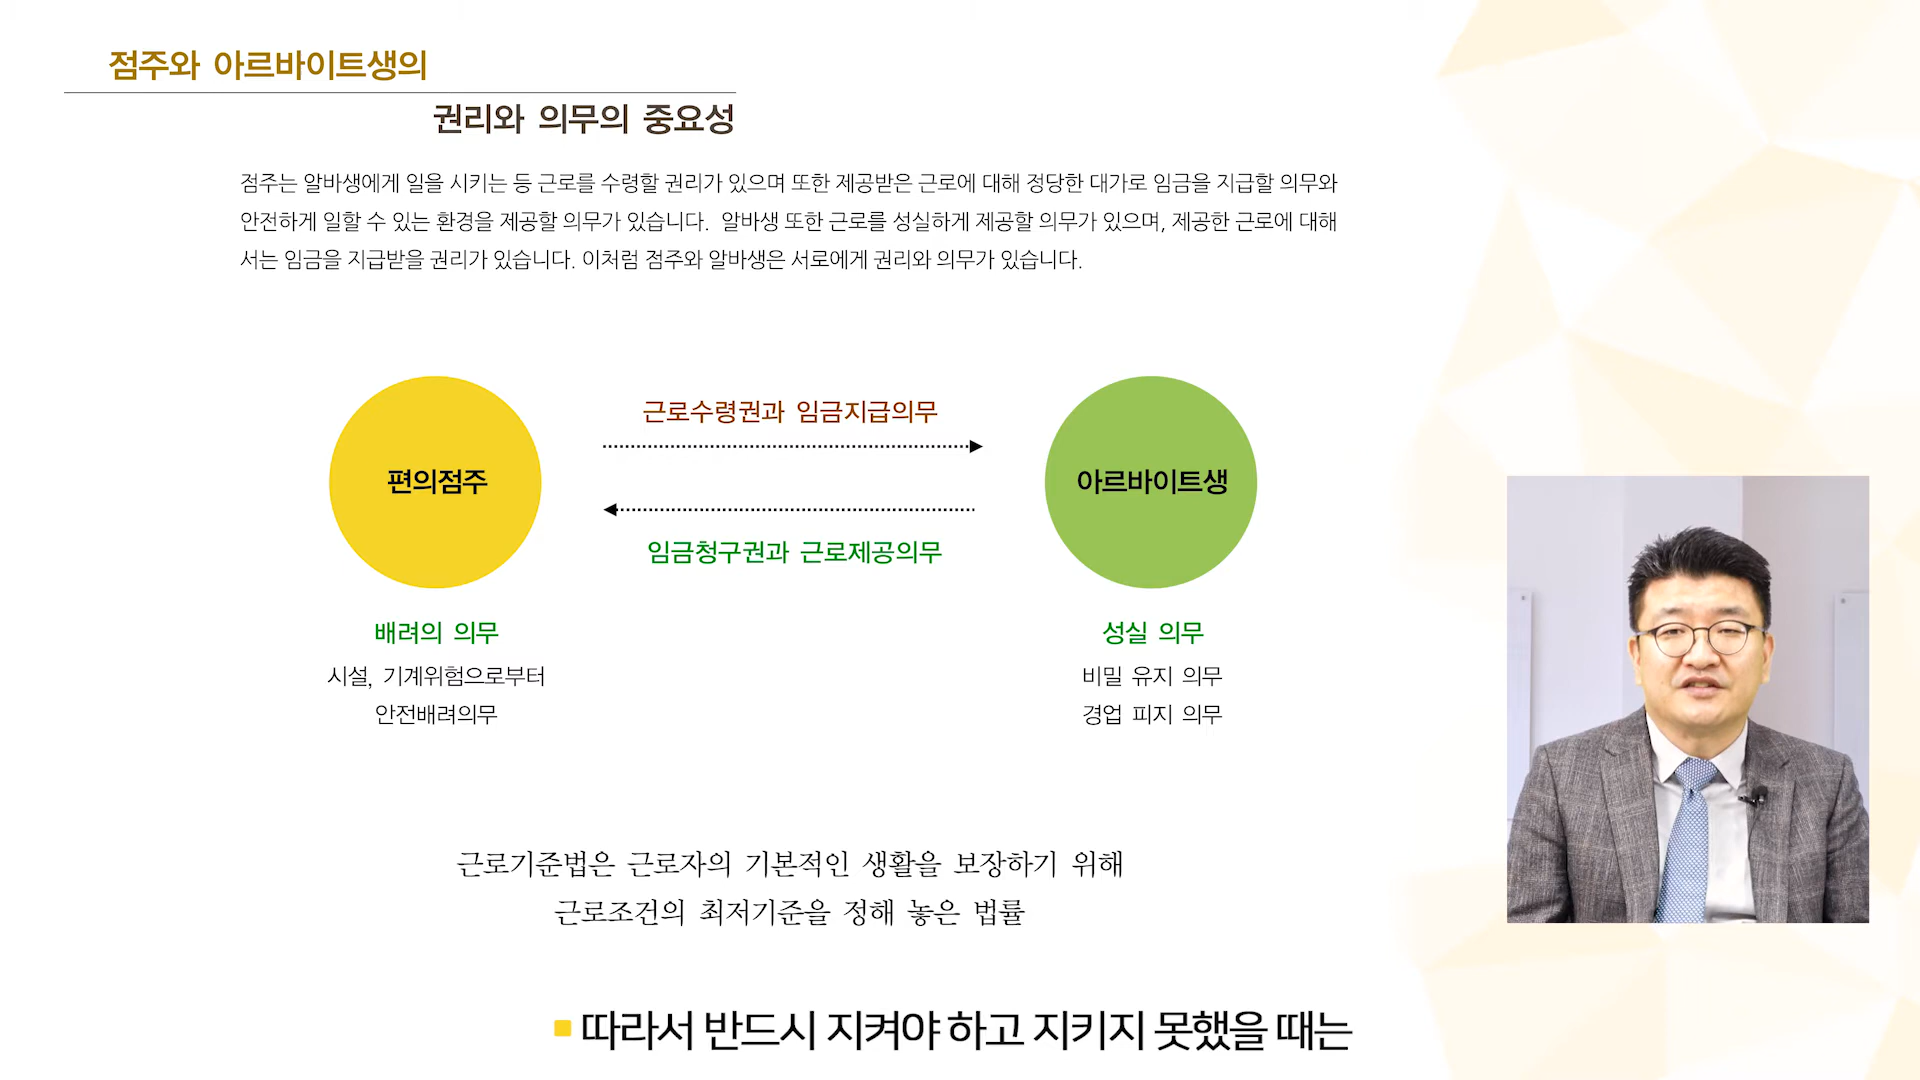 점주와 아르바이트생의
권리와 의무의 중요성
점주는 알바생에게 일을 시키는 등 근로를 수령할 권리가 있으며 또한 제공받은 근로에 대해 정당한 대가로 임금을 지급할 의무와
안전하게 일할 수 있는 환경을 제공할 의무가 있습니다. 알바생 또한 근로를 성실하게 제공할 의무가 있으며, 제공한 근로에 대해
서는 임금을 지급받을 권리가 있습니다. 이처럼 점주와 알바생은 서로에게 권리와 의무가 있습니다.
근로수령권과 임금지급의무
편의점주
아르바이트생
임금청구권과 근로제공의무
배려의 의무
시설, 기계위험으로부터
안전배려의무
성실 의무
비밀 유지 의무
경업 피지 의무
근로기준법은 근로자의 기본적인 생활을 보장하기 위해
근로조건의 최저기준을 정해 놓은 법률
따라서 반드시 지켜야 하고 지키지 못했을 때는